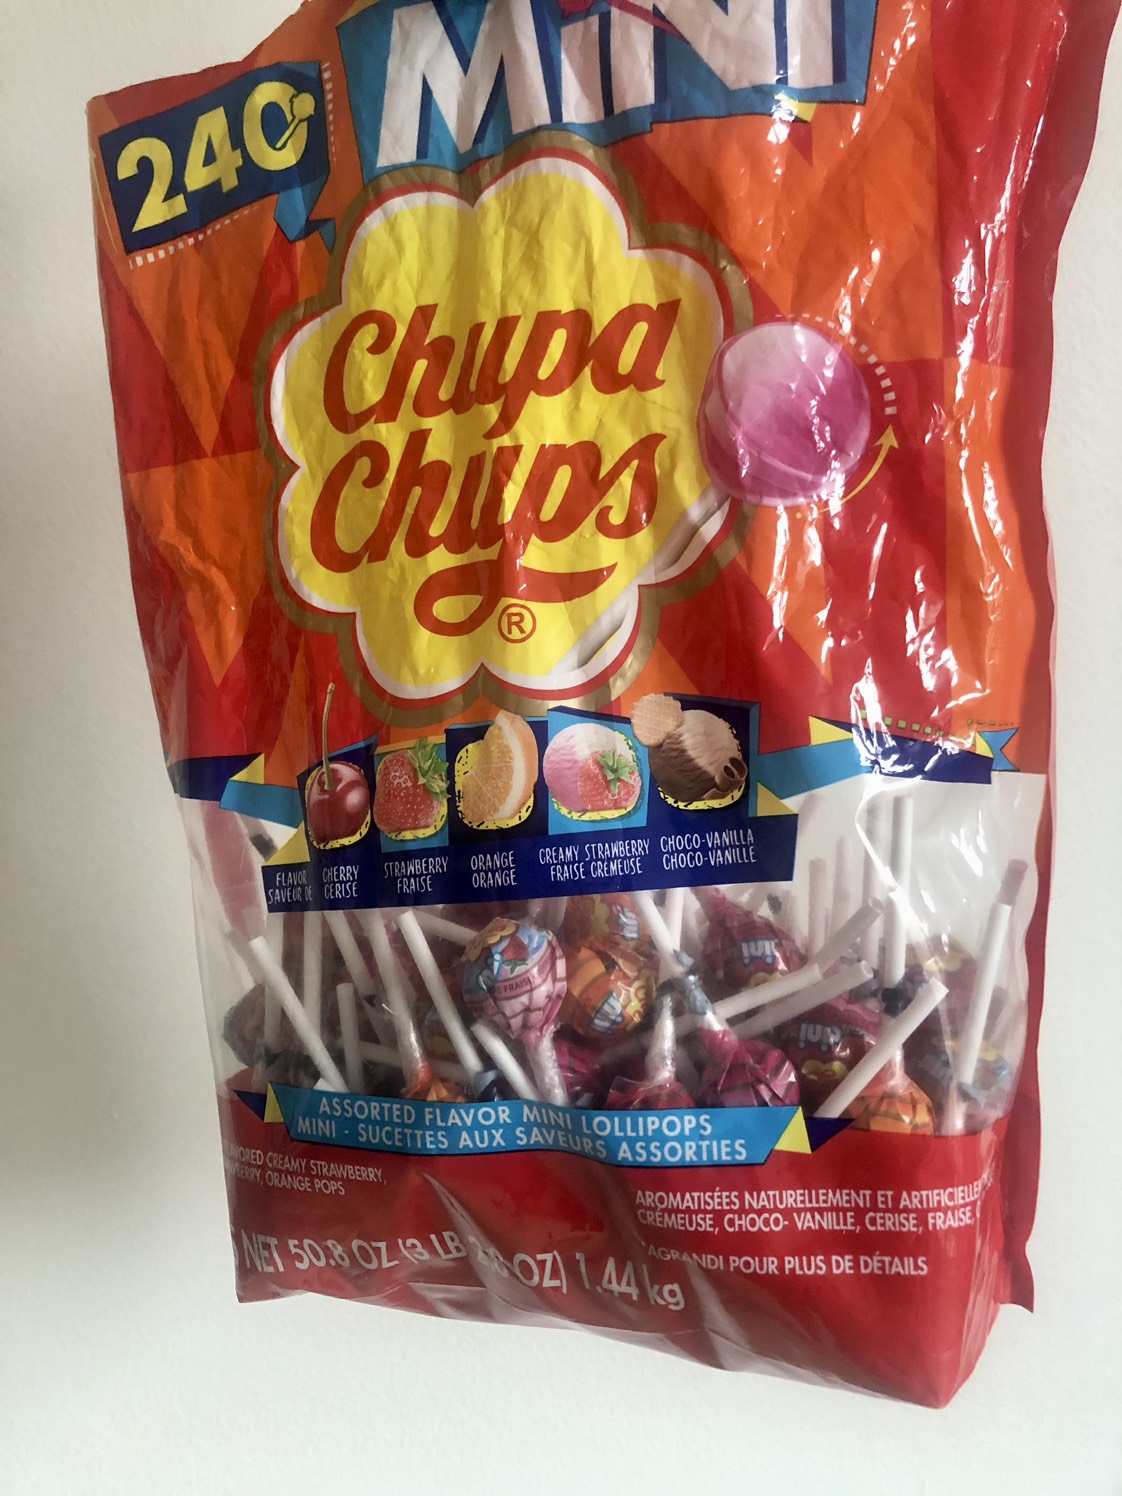 MINI
240
Chupa
Chups
®
FLAVOR
SAVEUR DE
CHERRY
CERISE
STRAWBERRY
FRAISE
ORANGE
ORANGE
CREAMY STRAWBERRY
FRAISE CRÉMEUSE
CHOCO-VANILLA
CHOCO-VANILLE
ASSORTED FLAVOR MINI LOLLIPOPS
MINI - SUCETTES AUX SAVEURS ASSORTIES
CREAMY STRAWBERRY,
ORANGE POPS
NET 50.8 OZ (3 LB 2.8 OZ) 1.44 kg
AROMATISÉES NATURELLEMENT ET
CRÉMEUSE, CHOCO- VANILLE, CERISE, FRAISE,
AGRANDI POUR PLUS DE DÉTAILS